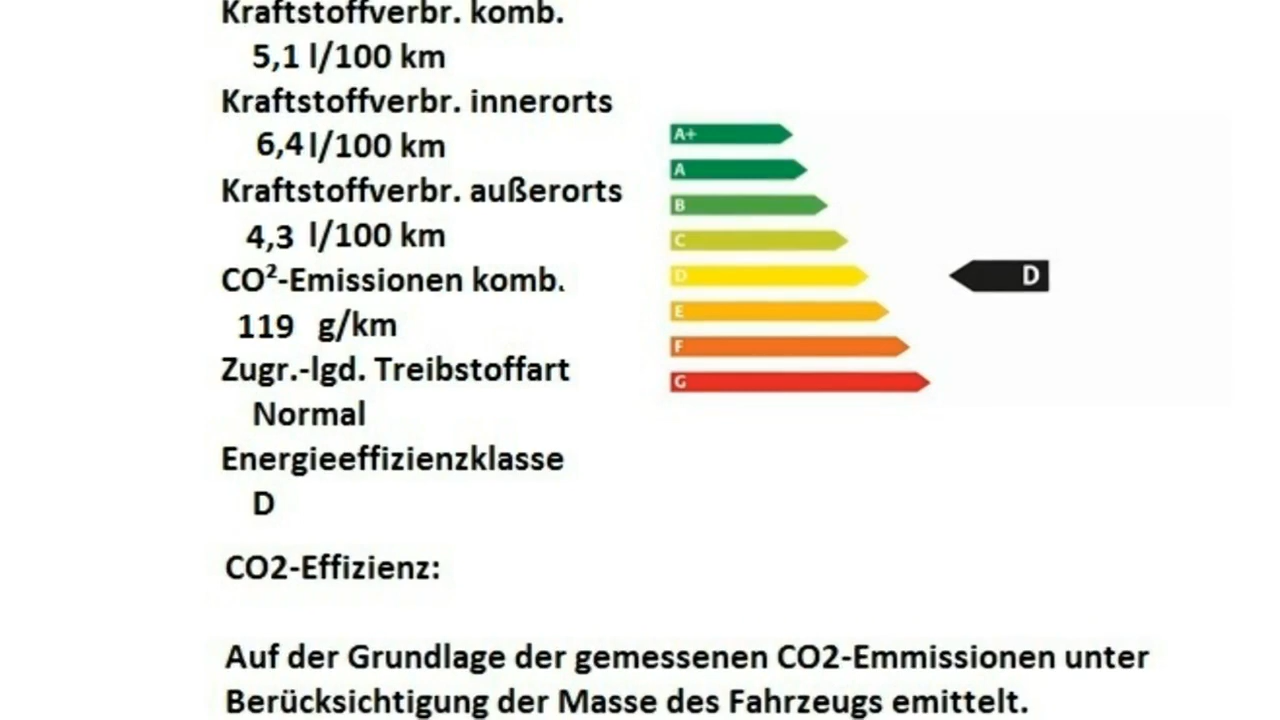 Kraftstoffverbr. komb.
5,1 l/100 km
Kraftstoffverbr. innerorts
6,4 l/100 km
Kraftstoffverbr. außerorts
4,3 l/100 km
CO²-Emissionen komb.
119 g/km
Zugr.-lgd. Treibstoffart
Normal
Energieeffizienzklasse
D
A+
A
B
C
D
D
E
F
G
CO2-Effizienz:
Auf der Grundlage der gemessenen CO2-Emmissionen unter
Berücksichtigung der Masse des Fahrzeugs emittelt.